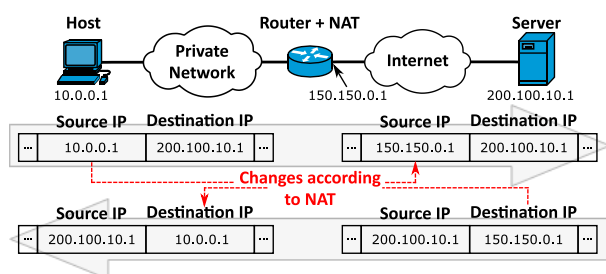 Host Router + NAT Server
Private Network Internet
10.0.0.1 150.150.0.1 200.100.10.1
Source IP Destination IP Source IP Destination IP
... 10.0.0.1 200.100.10.1 ... ... 150.150.0.1 200.100.10.1 ...
Changes according
to NAT
Source IP Destination IP Source IP Destination IP
... 200.100.10.1 10.0.0.1 ... ... 200.100.10.1 150.150.0.1 ...